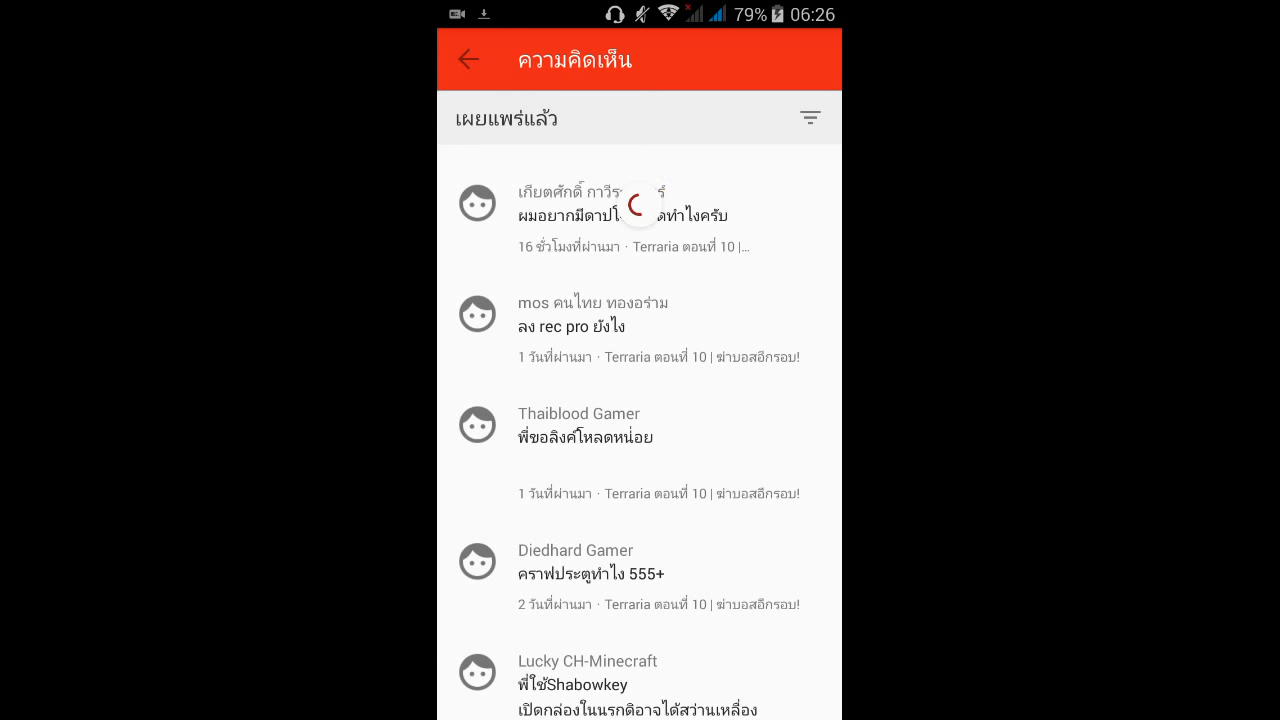 79% 06:26
ความคิดเห็น
เผยแพร่แล้ว
เกียตศักดิ์
ผมอยากมีดาป ทำไงครับ
16 ชั่วโมงที่ผ่านมา · Terraria ตอนที่ 10 |...
mos คนไทย ทองอร่าม
ลง rec pro ยังไง
1 วันที่ผ่านมา · Terraria ตอนที่ 10 | ฆ่าบอสอีกรอบ!
Thaiblood Gamer
พี่ขอลิงค์โหลดหน่่อย
1 วันที่ผ่านมา · Terraria ตอนที่ 10 | ฆ่าบอสอีกรอบ!
Diedhard Gamer
คราฟประตูทำไง 555+
2 วันที่ผ่านมา · Terraria ตอนที่ 10 | ฆ่าบอสอีกรอบ!
Lucky CH-Minecraft
พี่ใช้Shabowkey
เปิดกล่องในนรกดิอาจได้สว่านเหลื่อง